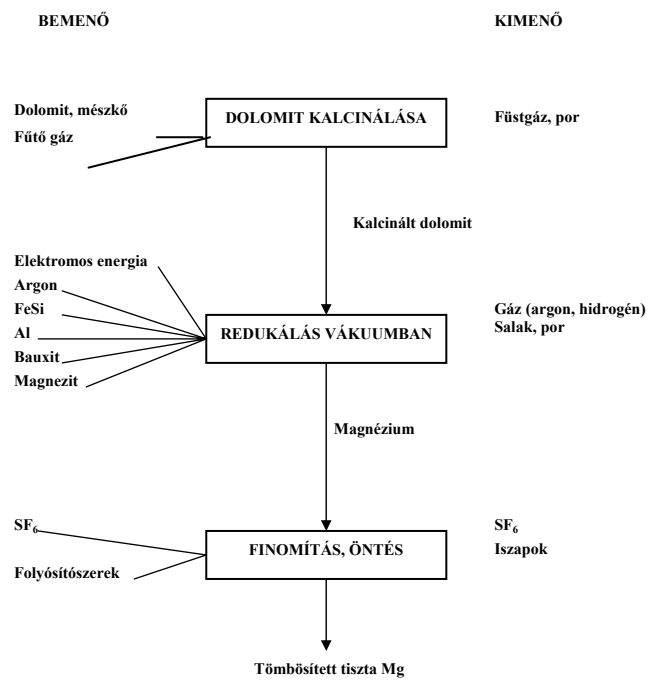 BEMENŐ
KIMENŐ
Dolomit, mészkő
Fűtő gáz
DOLOMIT KALCINÁLÁSA
Füstgáz, por
Kalcinált dolomit
Elektromos energia
Argon
FeSi
Al
Bauxit
Magnezit
REDUKÁLÁS VÁKUUMBAN
Gáz (argon, hidrogén)
Salak, por
Magnézium
SF₆
Folyósítószerek
FINOMÍTÁS, ÖNTÉS
SF₆
Iszapok
Tömbösített tiszta Mg